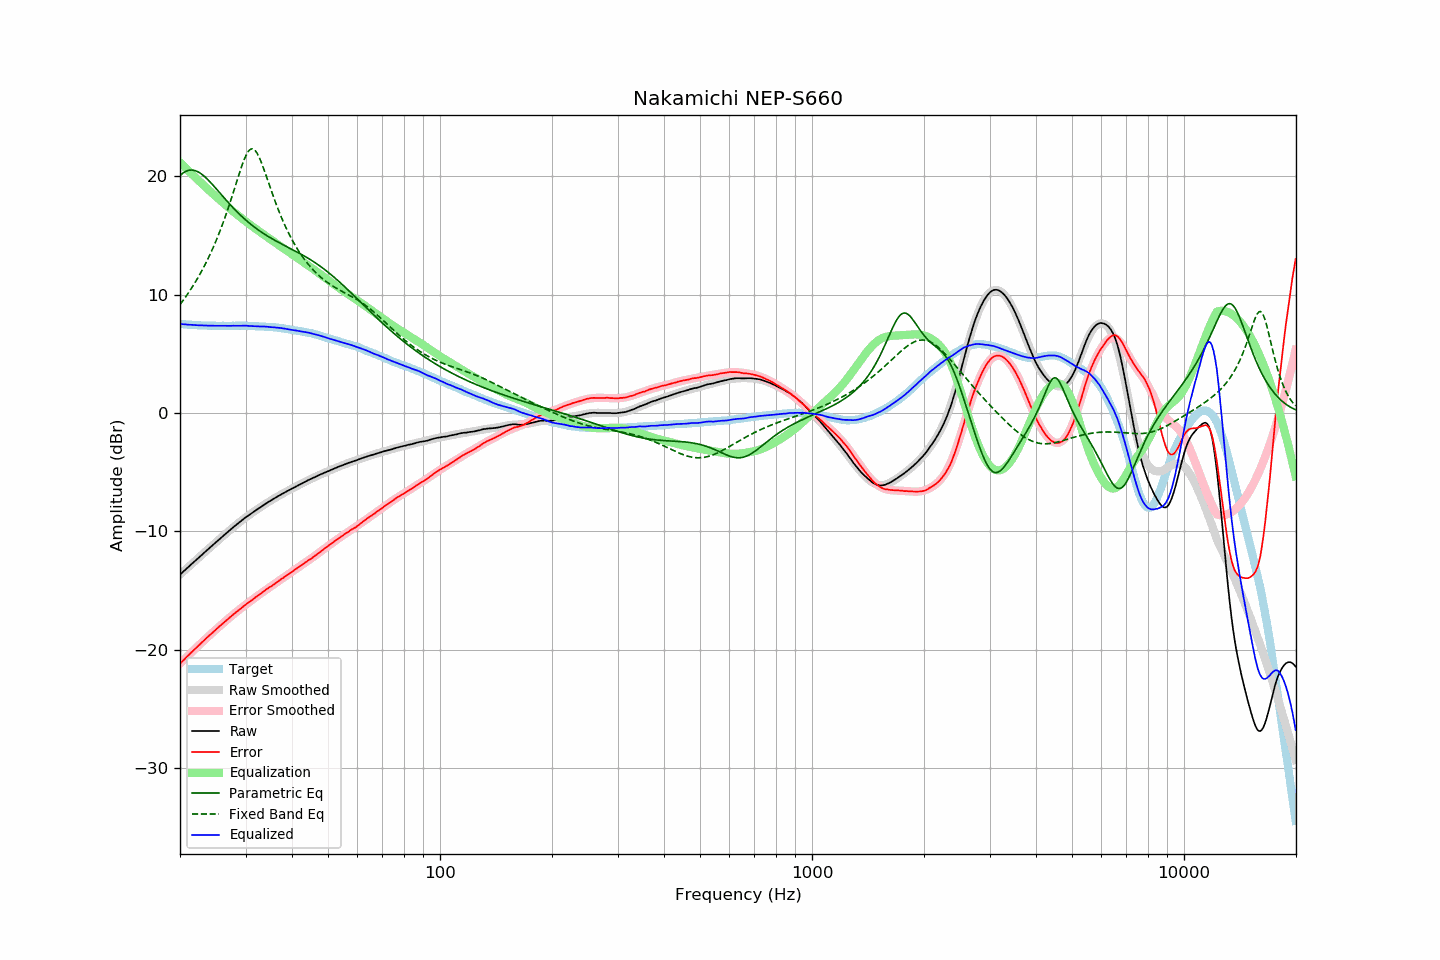 Nakamichi NEP-S660
Amplitude (dBr)
20
10
0
−10
−20
−30
Target
Raw Smoothed
Error Smoothed
Raw
Error
Equalization
Parametric Eq
Fixed Band Eq
Equalized
100
1000
10000
Frequency (Hz)